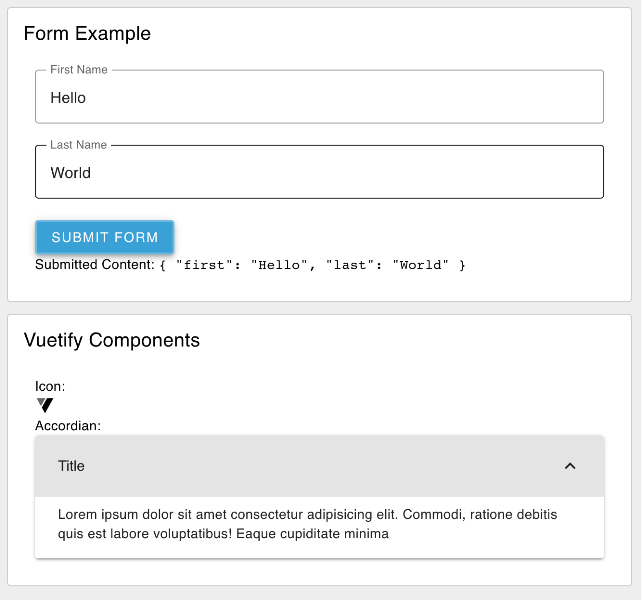 Form Example
First Name
Hello
Last Name
World
SUBMIT FORM
Submitted Content: { "first": "Hello", "last": "World" }
Vuetify Components
Icon:
Accordian:
Title
Lorem ipsum dolor sit amet consectetur adipisicing elit. Commodi, ratione debitis
quis est labore voluptatibus! Eaque cupiditate minima